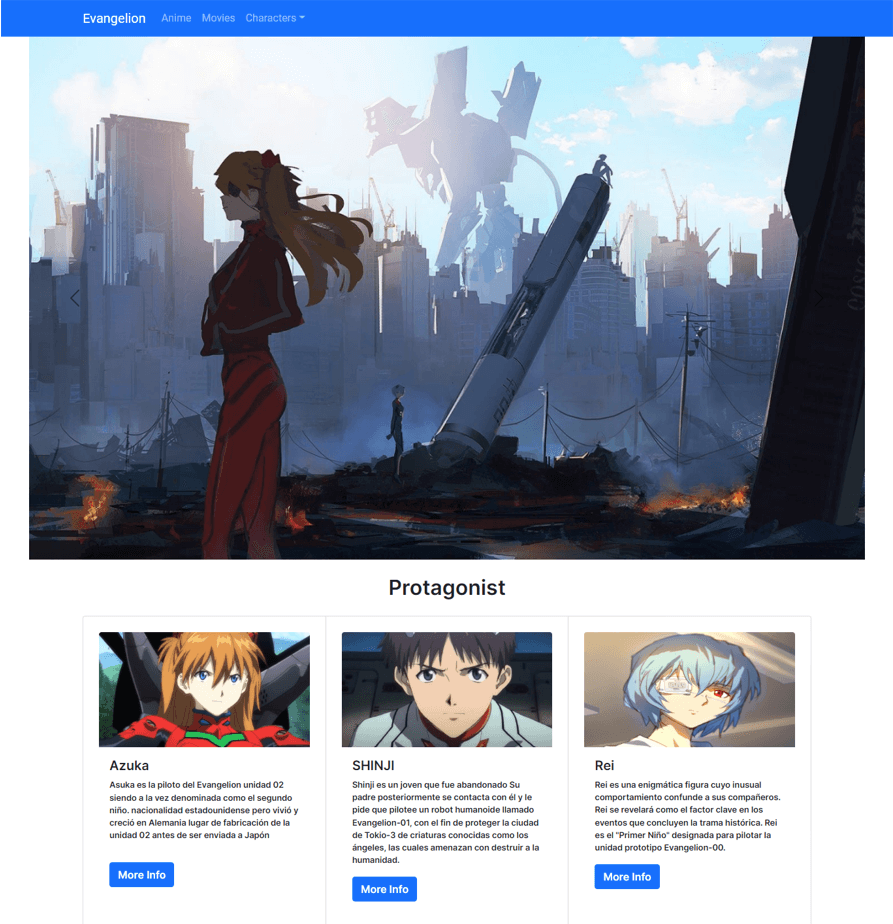 Evangelion Anime Movies Characters
Protagonist
Azuka
Asuka es la piloto del Evangelion unidad 02
siendo a la vez denominada como el segundo
niño. nacionalidad estadounidense pero vivió y
creció en Alemania lugar de fabricación de la
unidad 02 antes de ser enviada a Japón
More Info
SHINJI
Shinji es un joven que fue abandonado Su
padre posteriormente se contacta con él y le
pide que pilotee un robot humanoide llamado
Evangelion-01, con el fin de proteger la ciudad
de Tokio-3 de criaturas conocidas como los
ángeles, las cuales amenazan con destruir a la
humanidad.
More Info
Rei
Rei es una enigmática figura cuyo inusual
comportamiento confunde a sus compañeros.
Rei se revelará como el factor clave en los
eventos que concluyen la trama histórica. Rei
es el "Primer Niño" designada para pilotar la
unidad prototipo Evangelion-00.
More Info